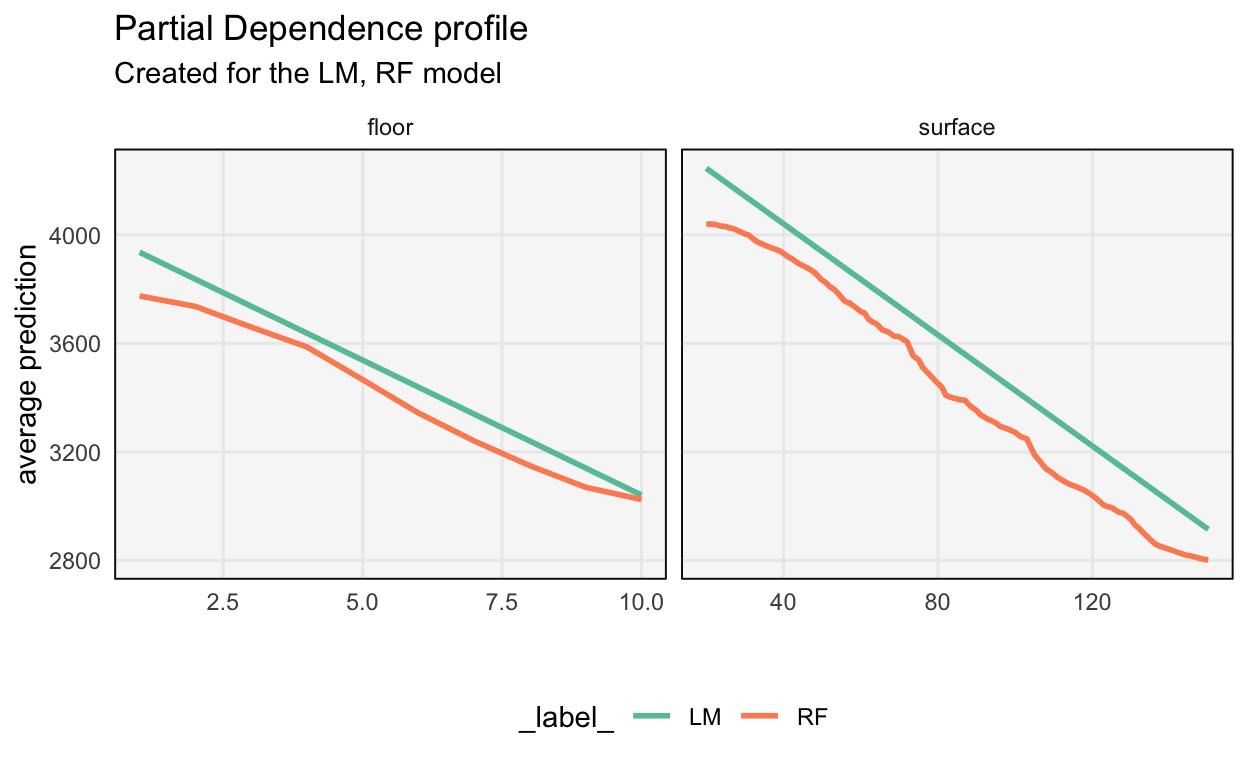 Partial Dependence profile
Created for the LM, RF model
floor
surface
average prediction
4000
3600
3200
2800
2.5 5.0 7.5 10.0
40 80 120
_label_ LM RF